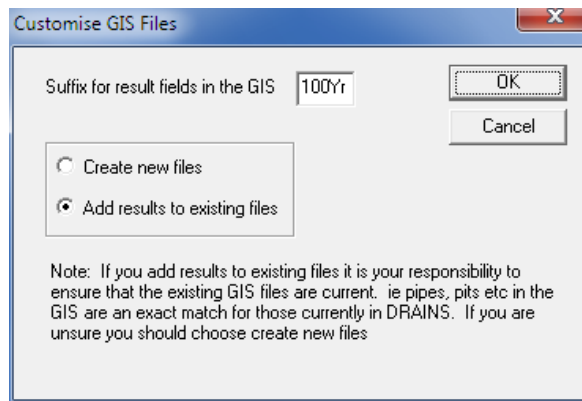 Customise GIS Files
X
Suffix for result fields in the GIS 100Yr OK
Cancel
Create new files
Add results to existing files
Note: If you add results to existing files it is your responsibility to
ensure that the existing GIS files are current. ie pipes, pits etc in the
GIS are an exact match for those currently in DRAINS. If you are
unsure you should choose create new files